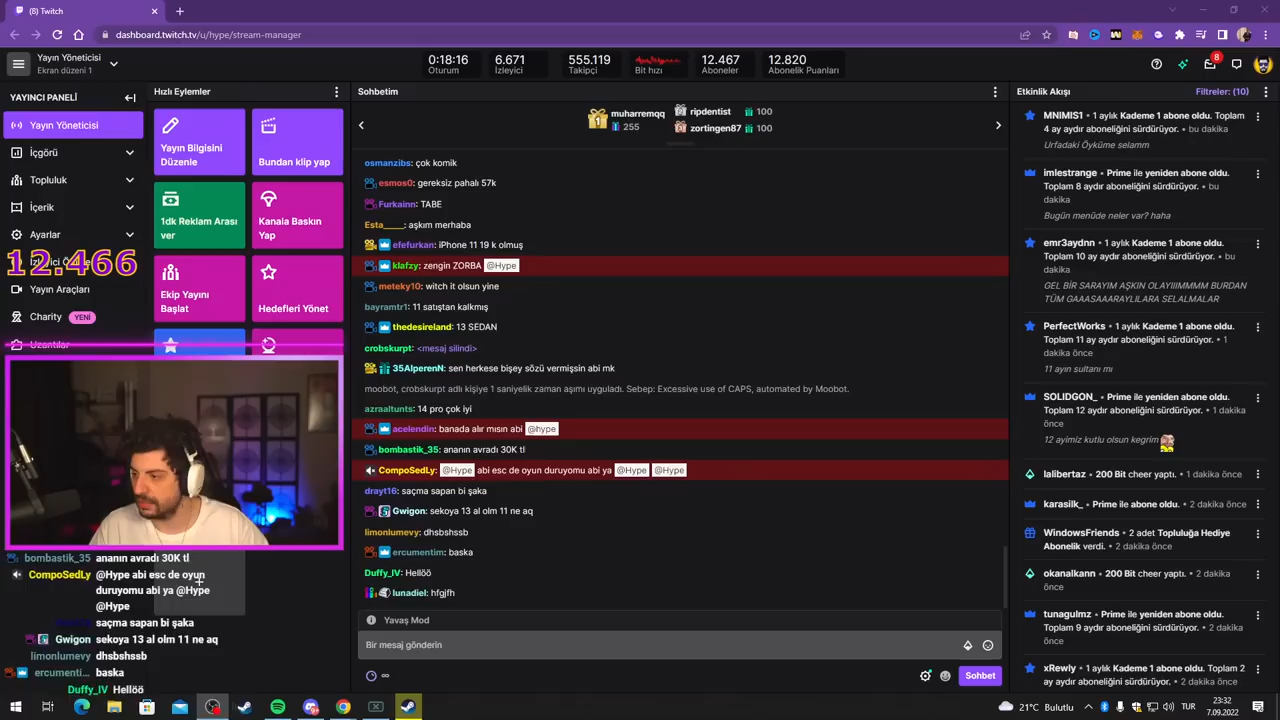 (8) Twitch
dashboard.twitch.tv/u/hype/stream-manager
Yayın Yöneticisi
Ekran düzeni 1
0:18:16
Oturum
6.671
İzleyici
555.119
Takipçi
Bit hızı
12.467
Aboneler
12.820
Abonelik Puanları
8
YAYINCI PANELİ
Yayın Yöneticisi
İçgörü
Topluluk
İçerik
Ayarlar
12.466
Yayın Araçları
Charity YENİ
Uzantılar
Hızlı Eylemler
Yayın Bilgisini
Düzenle
Bundan klip yap
1dk Reklam Arası
ver
Kanala Baskın
Yap
Ekip Yayını
Başlat
Hedefleri Yönet
bombastik_35 ananın avradı 30K tl
CompoSedLy @Hype abi esc de oyun
duruyomu abi ya @Hype
@Hype
saçma sapan bi şaka
Gwigon sekoya 13 al olm 11 ne aq
limonlumevy dhsbshssb
ercumenti... baska
Duffy_IV Hellöö
Sohbetim
1
muharremqq
255
ripdentist 100
zortingen87 100
osmanzibs: çok komik
esmos0: gereksiz pahalı 57k
Furkainn: TABE
Esta_____: aşkım merhaba
efefurkan: iPhone 11 19 k olmuş
klafzy: zengin ZORBA @Hype
meteky10: witch it olsun yine
bayramtr1: 11 satıştan kalkmış
thedesireland: 13 SEDAN
crobskurpt: <mesaj silindi>
35AlperenN: sen herkese bişey sözü vermişsin abi mk
moobot, crobskurpt adlı kişiye 1 saniyelik zaman aşımı uyguladı. Sebep: Excessive use of CAPS, automated by Moobot.
azraaltunts: 14 pro çok iyi
acelendin: banada alır mısın abi @hype
bombastik_35: ananın avradı 30K tl
CompoSedLy: @Hype abi esc de oyun duruyomu abi ya @Hype @Hype
drayt16: saçma sapan bi şaka
Gwigon: sekoya 13 al olm 11 ne aq
limonlumevy: dhsbshssb
ercumentim: baska
Duffy_IV: Hellöö
lunadiel: hfgjfh
Yavaş Mod
Bir mesaj gönderin
∞
Sohbet
Etkinlik Akışı
Filtreler: (10)
MNIMIS1 • 1 aylık Kademe 1 abone oldu. Toplam
4 ay aydır aboneliğini sürdürüyor. • bu dakika
Urfadaki Öyküme selamm
imlestrange • Prime ile yeniden abone oldu.
Toplam 8 aydır aboneliğini sürdürüyor. • bu
dakika
Bugün menüde neler var? haha
emr3aydnn • 1 aylık Kademe 1 abone oldu.
Toplam 10 ay aydır aboneliğini sürdürüyor. • bu
dakika
GEL BİR SARAYIM AŞKIN OLAYIIIMMMM BURDAN
TÜM GAAASAAARAYLILARA SELALMALAR
PerfectWorks • 1 aylık Kademe 1 abone oldu.
Toplam 11 ay aydır aboneliğini sürdürüyor. • 1
dakika önce
11 ayın sultanı mı
SOLIDGON_ • Prime ile yeniden abone oldu.
Toplam 12 aydır aboneliğini sürdürüyor. • 1 dakika
önce
12 ayimiz kutlu olsun kegrim
lalibertaz • 200 Bit cheer yaptı. • 1 dakika önce
karasilk_ • Prime ile abone oldu. • 2 dakika önce
WindowsFriends • 2 adet Topluluğa Hediye
Abonelik verdi. • 2 dakika önce
okanalkann • 200 Bit cheer yaptı. • 2 dakika
önce
tunagulmz • Prime ile yeniden abone oldu.
Toplam 9 aydır aboneliğini sürdürüyor. • 2 dakika
önce
xRewly • 1 aylık Kademe 1 abone oldu. Toplam 2
ay aydır aboneliğini sürdürüyor. • 2 dakika önce
21°C Bulutlu
TUR
23:32
7.09.2022